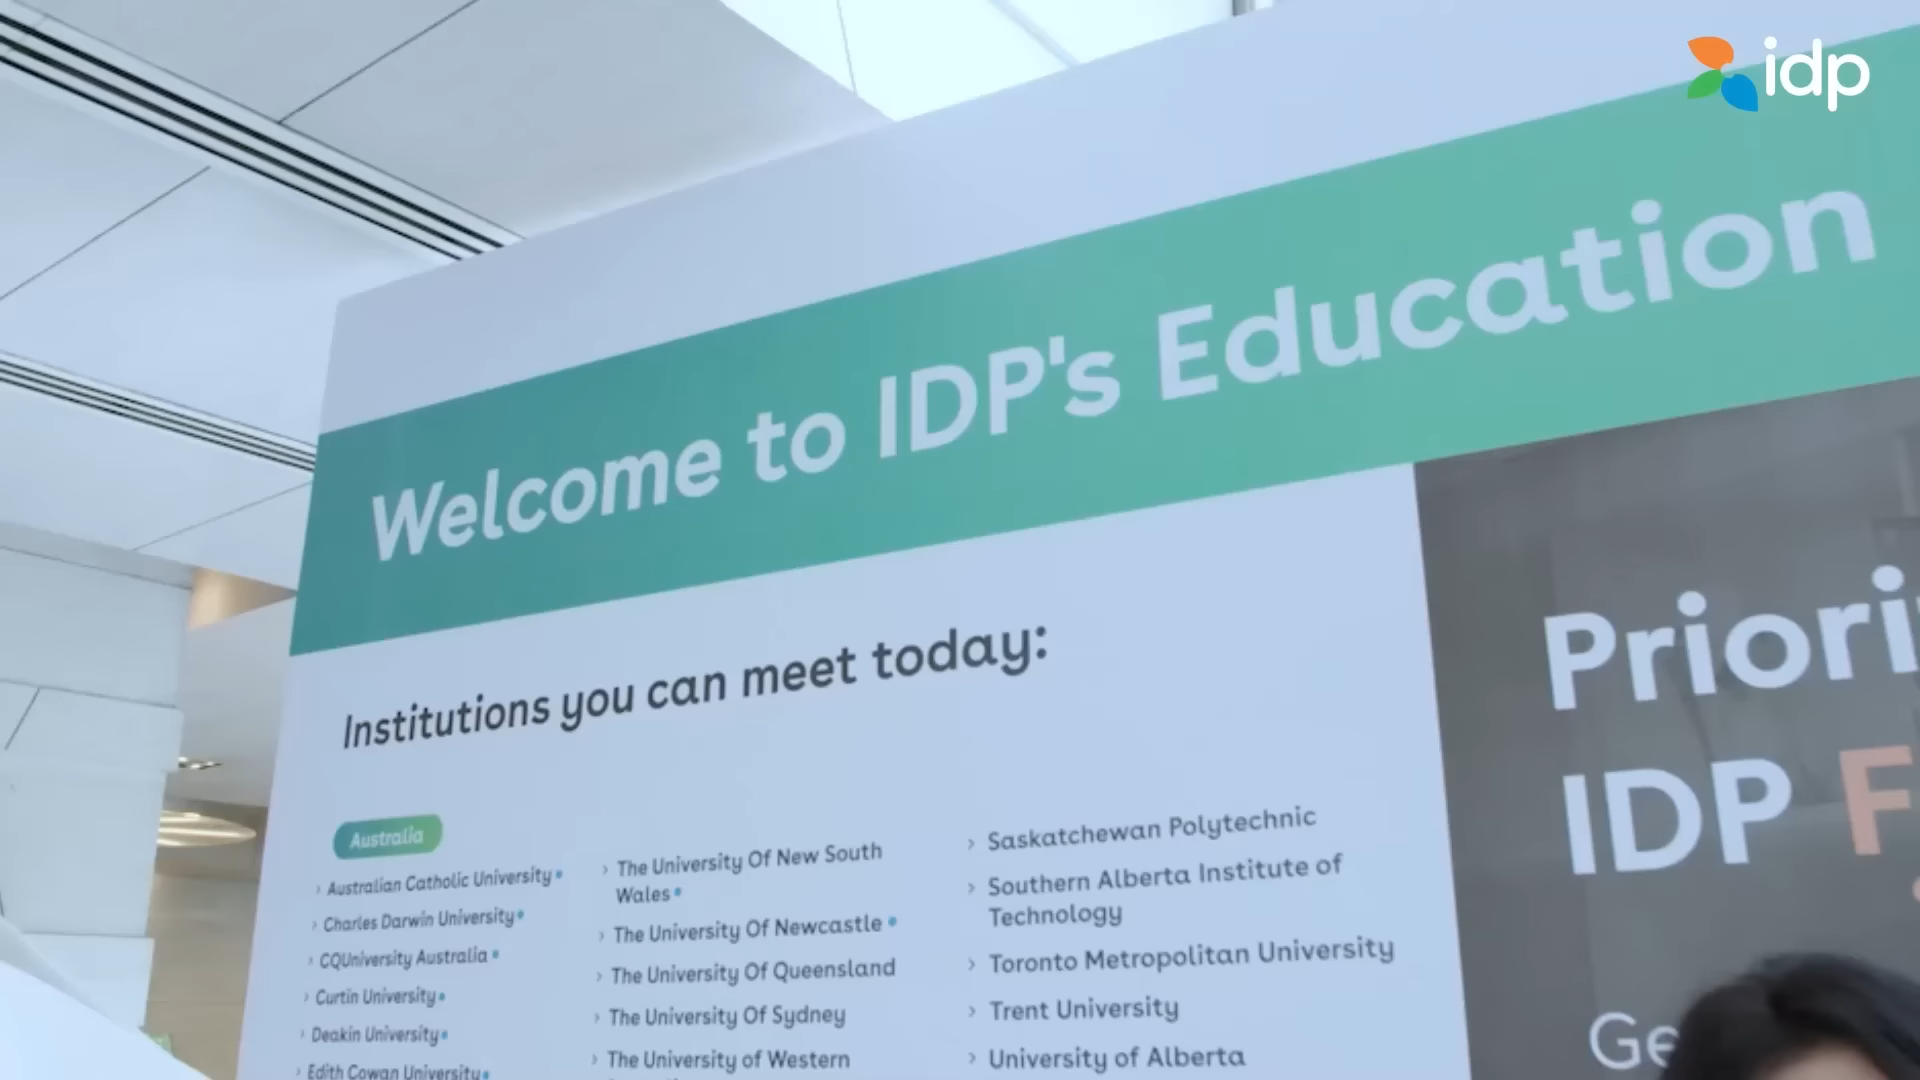 idp
Welcome to IDP's Education
Institutions you can meet today:
Australia
› Australian Catholic University
› Charles Darwin University
› CQUniversity Australia
› Curtin University
› Deakin University
› Edith Cowan University
› The University Of New South
Wales
› The University Of Newcastle
› The University Of Queensland
› The University Of Sydney
› The University of Western
› Saskatchewan Polytechnic
› Southern Alberta Institute of
Technology
› Toronto Metropolitan University
› Trent University
› University of Alberta
Priori
IDP F
Ge